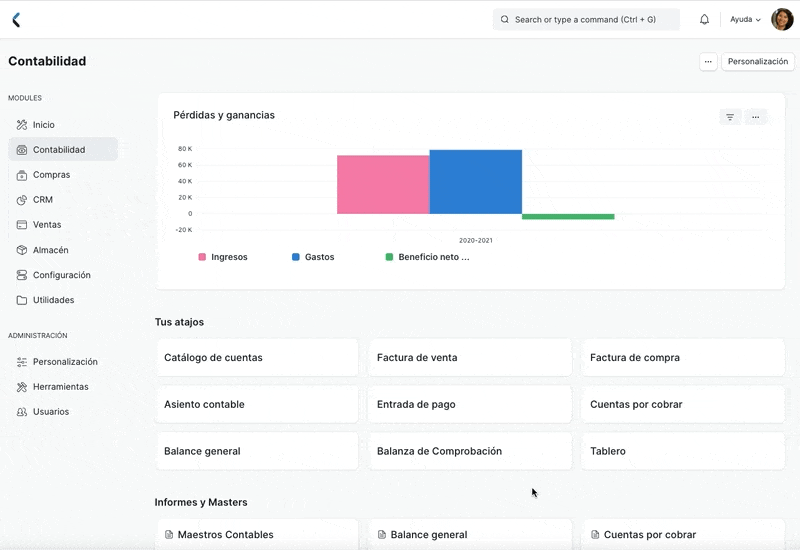 Search or type a command (Ctrl + G)
Ayuda
Contabilidad
Personalización
MODULES
Inicio
Contabilidad
Compras
CRM
Ventas
Almacén
Configuración
Utilidades
ADMINISTRACIÓN
Personalización
Herramientas
Usuarios
Pérdidas y ganancias
80 K
60 K
40 K
20 K
0
-20 K
2020-2021
Ingresos
Gastos
Beneficio neto ...
Tus atajos
Catálogo de cuentas
Factura de venta
Factura de compra
Asiento contable
Entrada de pago
Cuentas por cobrar
Balance general
Balanza de Comprobación
Tablero
Informes y Masters
Maestros Contables
Balance general
Cuentas por cobrar